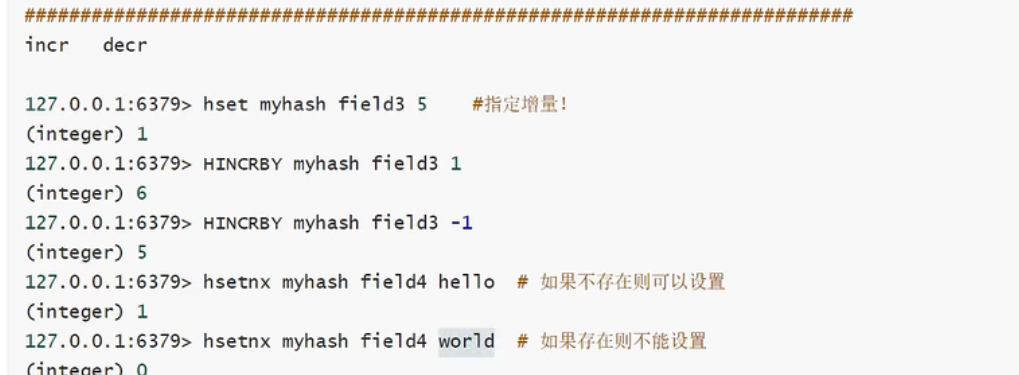 ##########################################################################
incr   decr
127.0.0.1:6379> hset myhash field3 5    #指定增量！
(integer) 1
127.0.0.1:6379> HINCRBY myhash field3 1
(integer) 6
127.0.0.1:6379> HINCRBY myhash field3 -1
(integer) 5
127.0.0.1:6379> hsetnx myhash field4 hello  # 如果不存在则可以设置
(integer) 1
127.0.0.1:6379> hsetnx myhash field4 world  # 如果存在则不能设置
(integer) 0